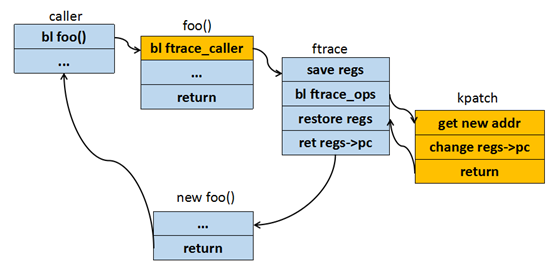 caller
bl foo()
...
foo()
bl ftrace_caller
...
return
ftrace
save regs
bl ftrace_ops
restore regs
ret regs->pc
kpatch
get new addr
change regs->pc
return
new foo()
...
return